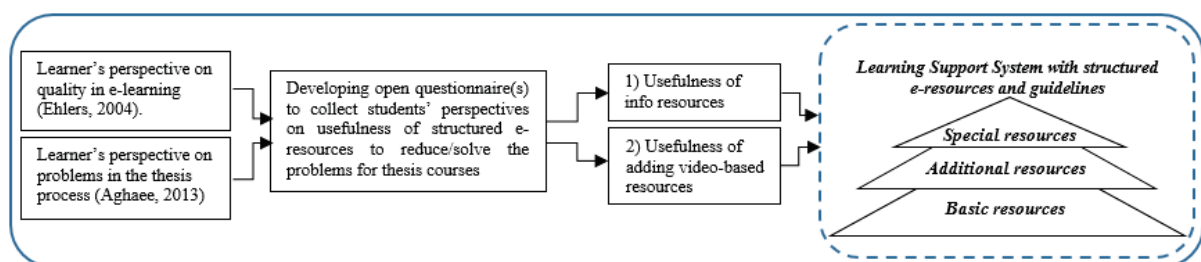 Learner's perspective on
quality in e-learning
(Ehlers, 2004).
Learner's perspective on
problems in the thesis
process (Aghaee, 2013)
Developing open questionnaire(s)
to collect students' perspectives
on usefulness of structured e-
resources to reduce/solve the
problems for thesis courses
1) Usefulness of
info resources
2) Usefulness of
adding video-based
resources
Learning Support System with structured
e-resources and guidelines
Special resources
Additional resources
Basic resources